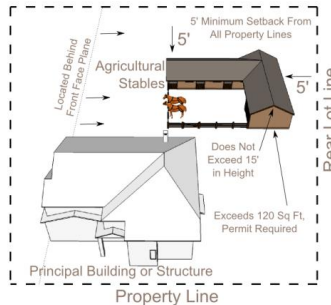 5' Minimum Setback From
All Property Lines
5'
5'
Agricultural
Stables
Located Behind
Front Face Plane
Does Not
Exceed 15'
in Height
Exceeds 120 Sq Ft,
Permit Required
Rear Lot Line
Principal Building or Structure
Property Line